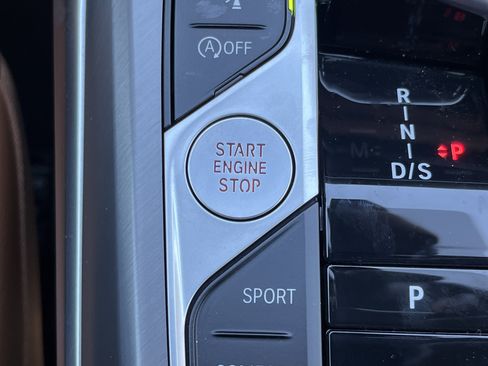 OFF
START
ENGINE
STOP
R
N
M
P
D/S
SPORT
P